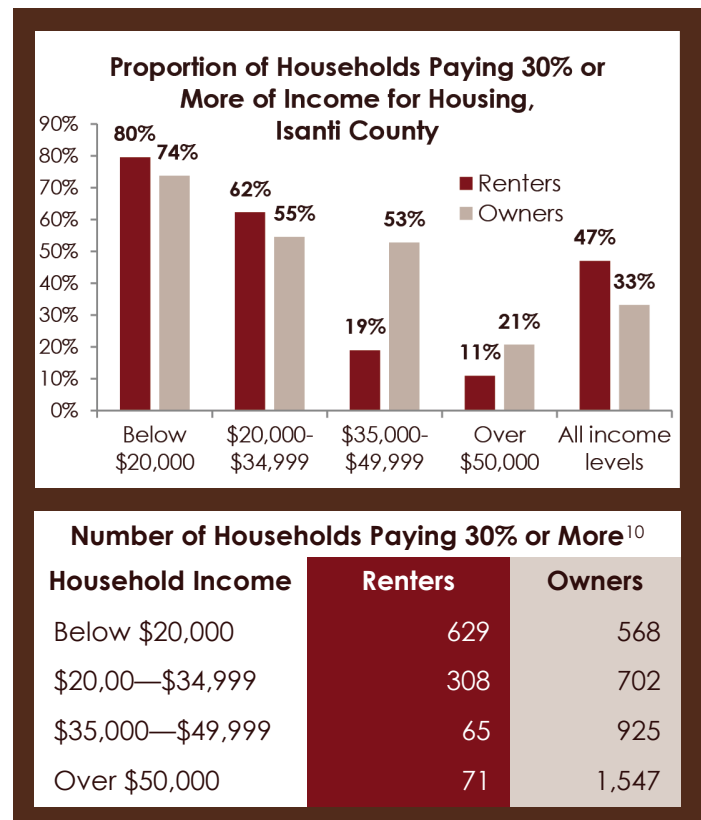 Proportion of Households Paying 30% or
More of Income for Housing,
Isanti County
90%
80%
70%
60%
50%
40%
30%
20%
10%
0%
80%
74%
62%
55%
19%
53%
11%
21%
47%
33%
Renters
Owners
Below
$20,000
$20,000-
$34,999
$35,000-
$49,999
Over
$50,000
All income
levels
Number of Households Paying 30% or More10
Household Income Renters Owners
Below $20,000 629 568
$20,00—$34,999 308 702
$35,000—$49,999 65 925
Over $50,000 71 1,547